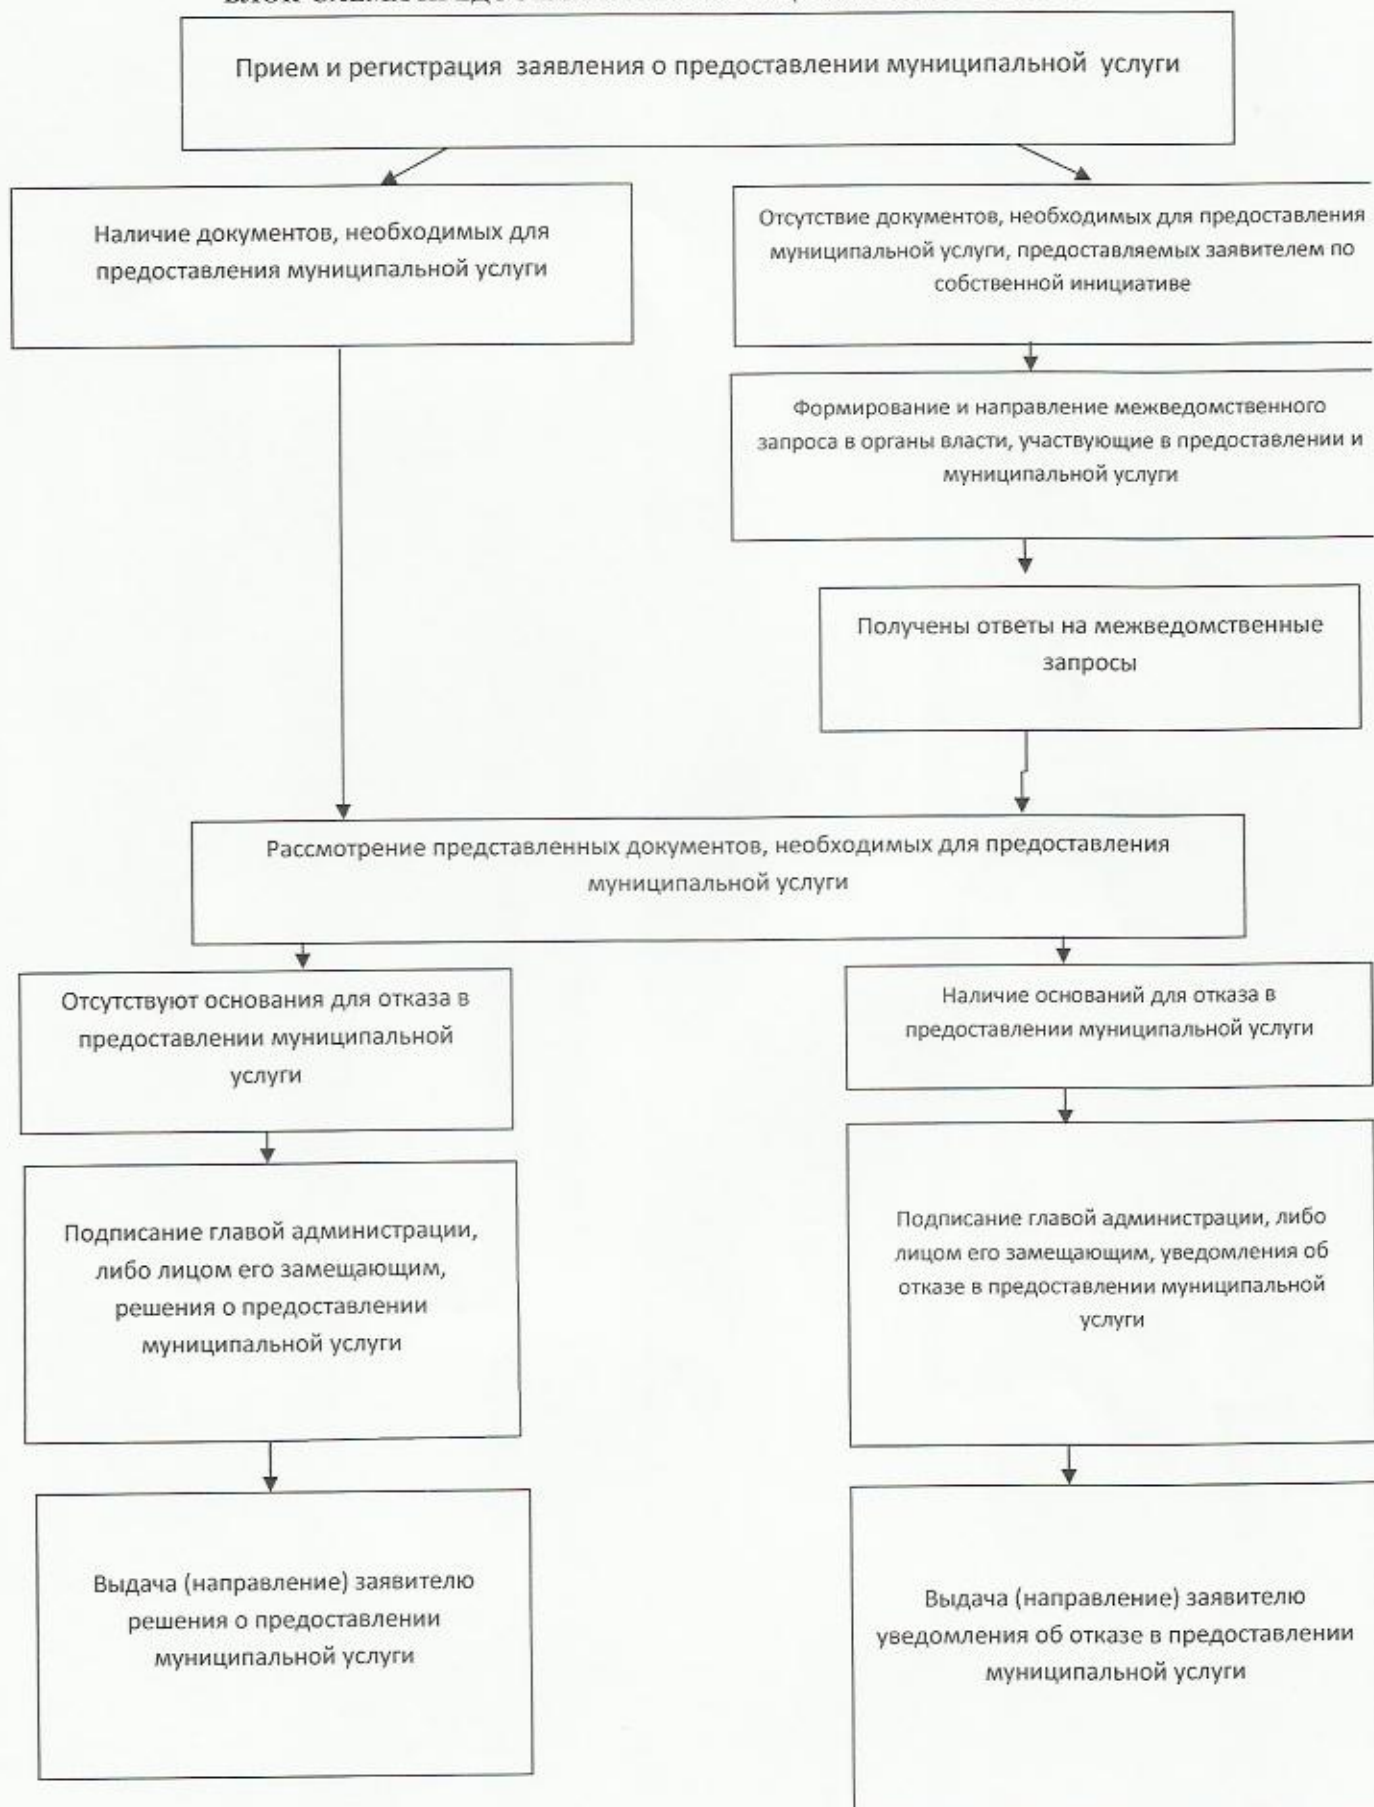 Прием и регистрация заявления о предоставлении муниципальной услуги
Наличие документов, необходимых для
предоставления муниципальной услуги
Отсутствие документов, необходимых для предоставления
муниципальной услуги, предоставляемых заявителем по
собственной инициативе
Формирование и направление межведомственного
запроса в органы власти, участвующие в предоставлении и
муниципальной услуги
Получены ответы на межведомственные
запросы
Рассмотрение представленных документов, необходимых для предоставления
муниципальной услуги
Отсутствуют основания для отказа в
предоставлении муниципальной
услуги
Наличие оснований для отказа в
предоставлении муниципальной услуги
Подписание главой администрации,
либо лицом его замещающим,
решения о предоставлении
муниципальной услуги
Подписание главой администрации, либо
лицом его замещающим, уведомления об
отказе в предоставлении муниципальной
услуги
Выдача (направление) заявителю
решения о предоставлении
муниципальной услуги
Выдача (направление) заявителю
уведомления об отказе в предоставлении
муниципальной услуги